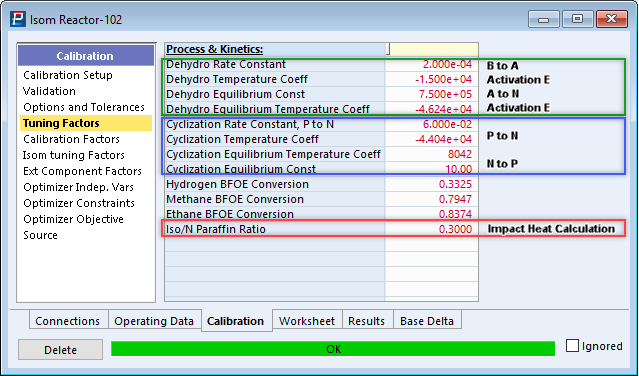 Isom Reactor-102
Calibration
Calibration Setup
Validation
Options and Tolerances
Tuning Factors
Calibration Factors
Isom tuning Factors
Ext Component Factors
Optimizer Indep. Vars
Optimizer Constraints
Optimizer Objective
Source
Process & Kinetics:
Dehydro Rate Constant 2.000e-04 B to A
Dehydro Temperature Coeff -1.500e+04 Activation E
Dehydro Equilibrium Const 7.500e+05 A to N
Dehydro Equilibrium Temperature Coeff -4.624e+04 Activation E
Cyclization Rate Constant, P to N 6.000e-02
P to N
Cyclization Temperature Coeff -4.404e+04
Cyclization Equilibrium Temperature Coeff 8042
N to P
Cyclization Equilibrium Const 10.00
Hydrogen BFOE Conversion 0.3325
Methane BFOE Conversion 0.7947
Ethane BFOE Conversion 0.8374
Iso/N Paraffin Ratio 0.3000 Impact Heat Calculation
Connections Operating Data Calibration Worksheet Results Base Delta
Delete OK Ignored